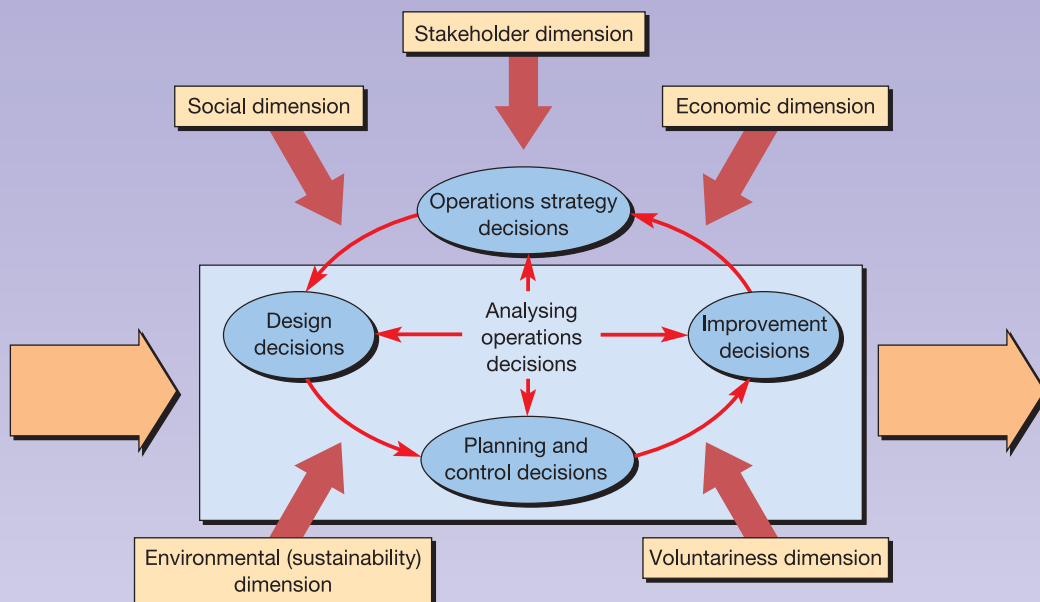 Stakeholder dimension
Social dimension
Economic dimension
Operations strategy
decisions
Design
decisions
Analysing
operations
decisions
Improvement
decisions
Planning and
control decisions
Environmental (sustainability)
dimension
Voluntariness dimension